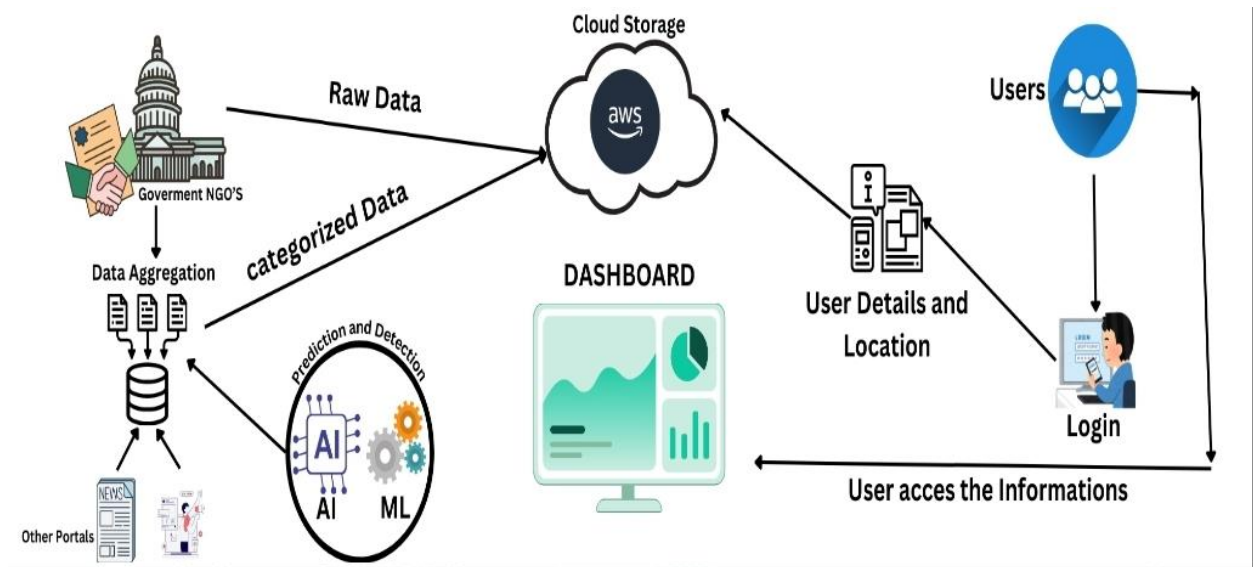 Cloud Storage
aws
Raw Data
Users
Goverment NGO'S
categorized Data
Data Aggregation
DASHBOARD
User Details and
Location
Prediction and Detection
AI
AI
ML
LOGIN
Login
NEWS
Other Portals
User acces the Informations